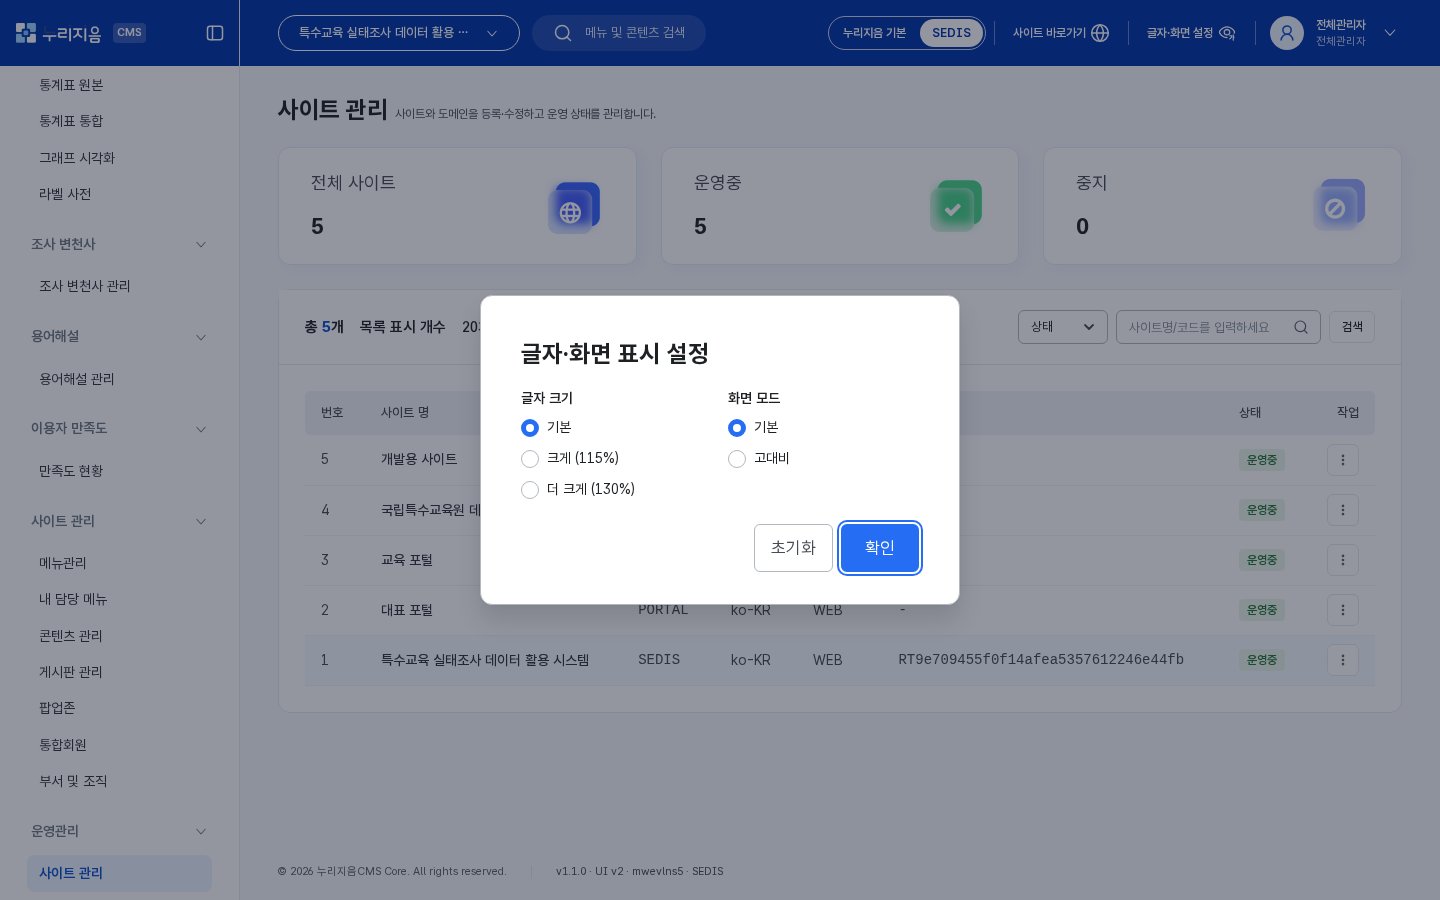 누리지음 CMS
특수교육 실태조사 데이터 활용 ···
메뉴 및 콘텐츠 검색
누리지음 기본 SEDIS
사이트 바로가기
글자·화면 설정
전체관리자
전체관리자
통계표 원본
통계표 통합
그래프 시각화
라벨 사전
조사 변천사
조사 변천사 관리
용어해설
용어해설 관리
이용자 만족도
만족도 현황
사이트 관리
메뉴관리
내 담당 메뉴
콘텐츠 관리
게시판 관리
팝업존
통합회원
부서 및 조직
운영관리
사이트 관리
사이트 관리 사이트와 도메인을 등록·수정하고 운영 상태를 관리합니다.
전체 사이트
5
운영중
5
중지
0
총 5개 목록 표시 개수
상태
사이트명/코드를 입력하세요
검색
번호 사이트 명 상태 작업
5 개발용 사이트 운영중
4 국립특수교육원 운영중
3 교육 포털 운영중
2 대표 포털 PORTAL ko-KR WEB - 운영중
1 특수교육 실태조사 데이터 활용 시스템 SEDIS ko-KR WEB RT9e709455f0f14afea5357612246e44fb 운영중
글자·화면 표시 설정
글자 크기
기본
크게 (115%)
더 크게 (130%)
화면 모드
기본
고대비
초기화
확인
© 2026 누리지음CMS Core. All rights reserved.
v1.1.0 · UI v2 · mwevlns5 · SEDIS